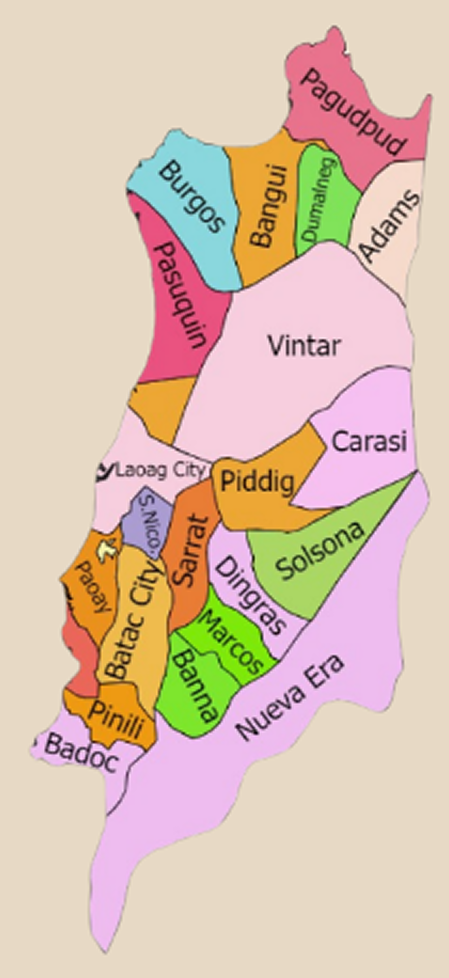 Pagudpud
Burgos
Bangui
Dumalneg
Adams
Pasuquin
Vintar
Carasi
Laoag City
Piddig
S.Nico.
Sarrat
Solsona
Paoay
Batac City
Dingras
Marcos
Banna
Nueva Era
Pinili
Badoc